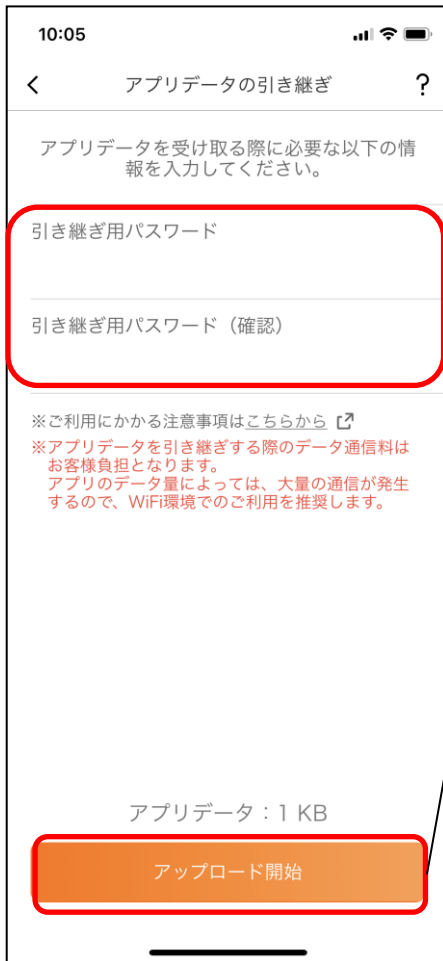 10:05
アプリデータの引き継ぎ ?
アプリデータを受け取る際に必要な以下の情
報を入力してください。
引き継ぎ用パスワード
引き継ぎ用パスワード（確認）
※ご利用にかかる注意事項はこちらから
※アプリデータを引き継ぎする際のデータ通信料は
お客様負担となります。
アプリのデータ量によっては、大量の通信が発生
するので、WiFi環境でのご利用を推奨します。
アプリデータ：1 KB
アップロード開始